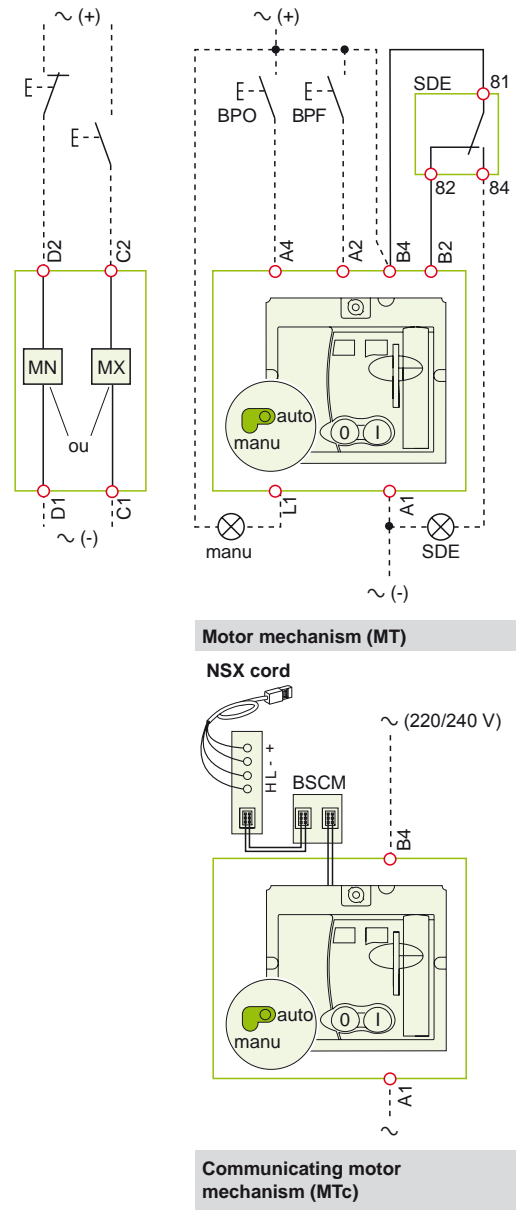 ∼ (+)
D2
C2
MN
MX
ou
D1
C1
∼ (-)
∼ (+)
BPO
BPF
SDE
81
82
84
A4
A2
B4
B2
auto
manu
0 I
L1
A1
manu
SDE
∼ (-)
Motor mechanism (MT)
NSX cord
∼ (220/240 V)
H L - +
BSCM
B4
auto
manu
0 I
A1
∼
Communicating motor
mechanism (MTc)